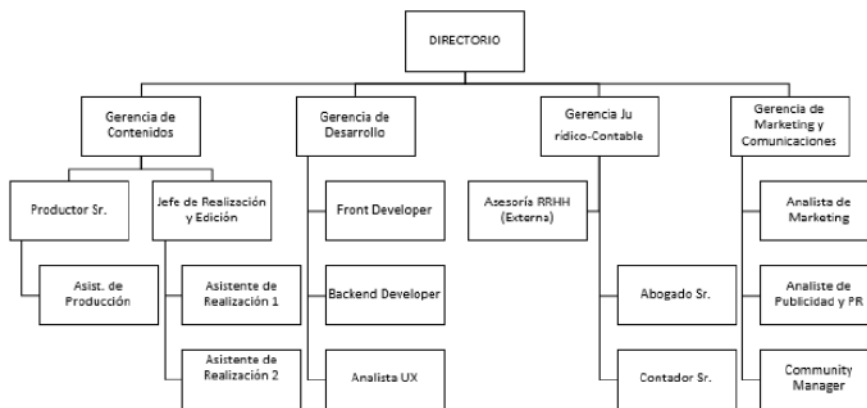 DIRECTORIO
Gerencia de
Contenidos
Gerencia de
Desarrollo
Gerencia Ju
rídico-Contable
Gerencia de
Marketing y
Comunicaciones
Productor Sr.
Jefe de Realización
y Edición
Front Developer
Asesoría RRHH
(Externa)
Analista de
Marketing
Asist. de
Producción
Asistente de
Realización 1
Backend Developer
Abogado Sr.
Analiste de
Publicidad y PR
Asistente de
Realización 2
Analista UX
Contador Sr.
Community
Manager